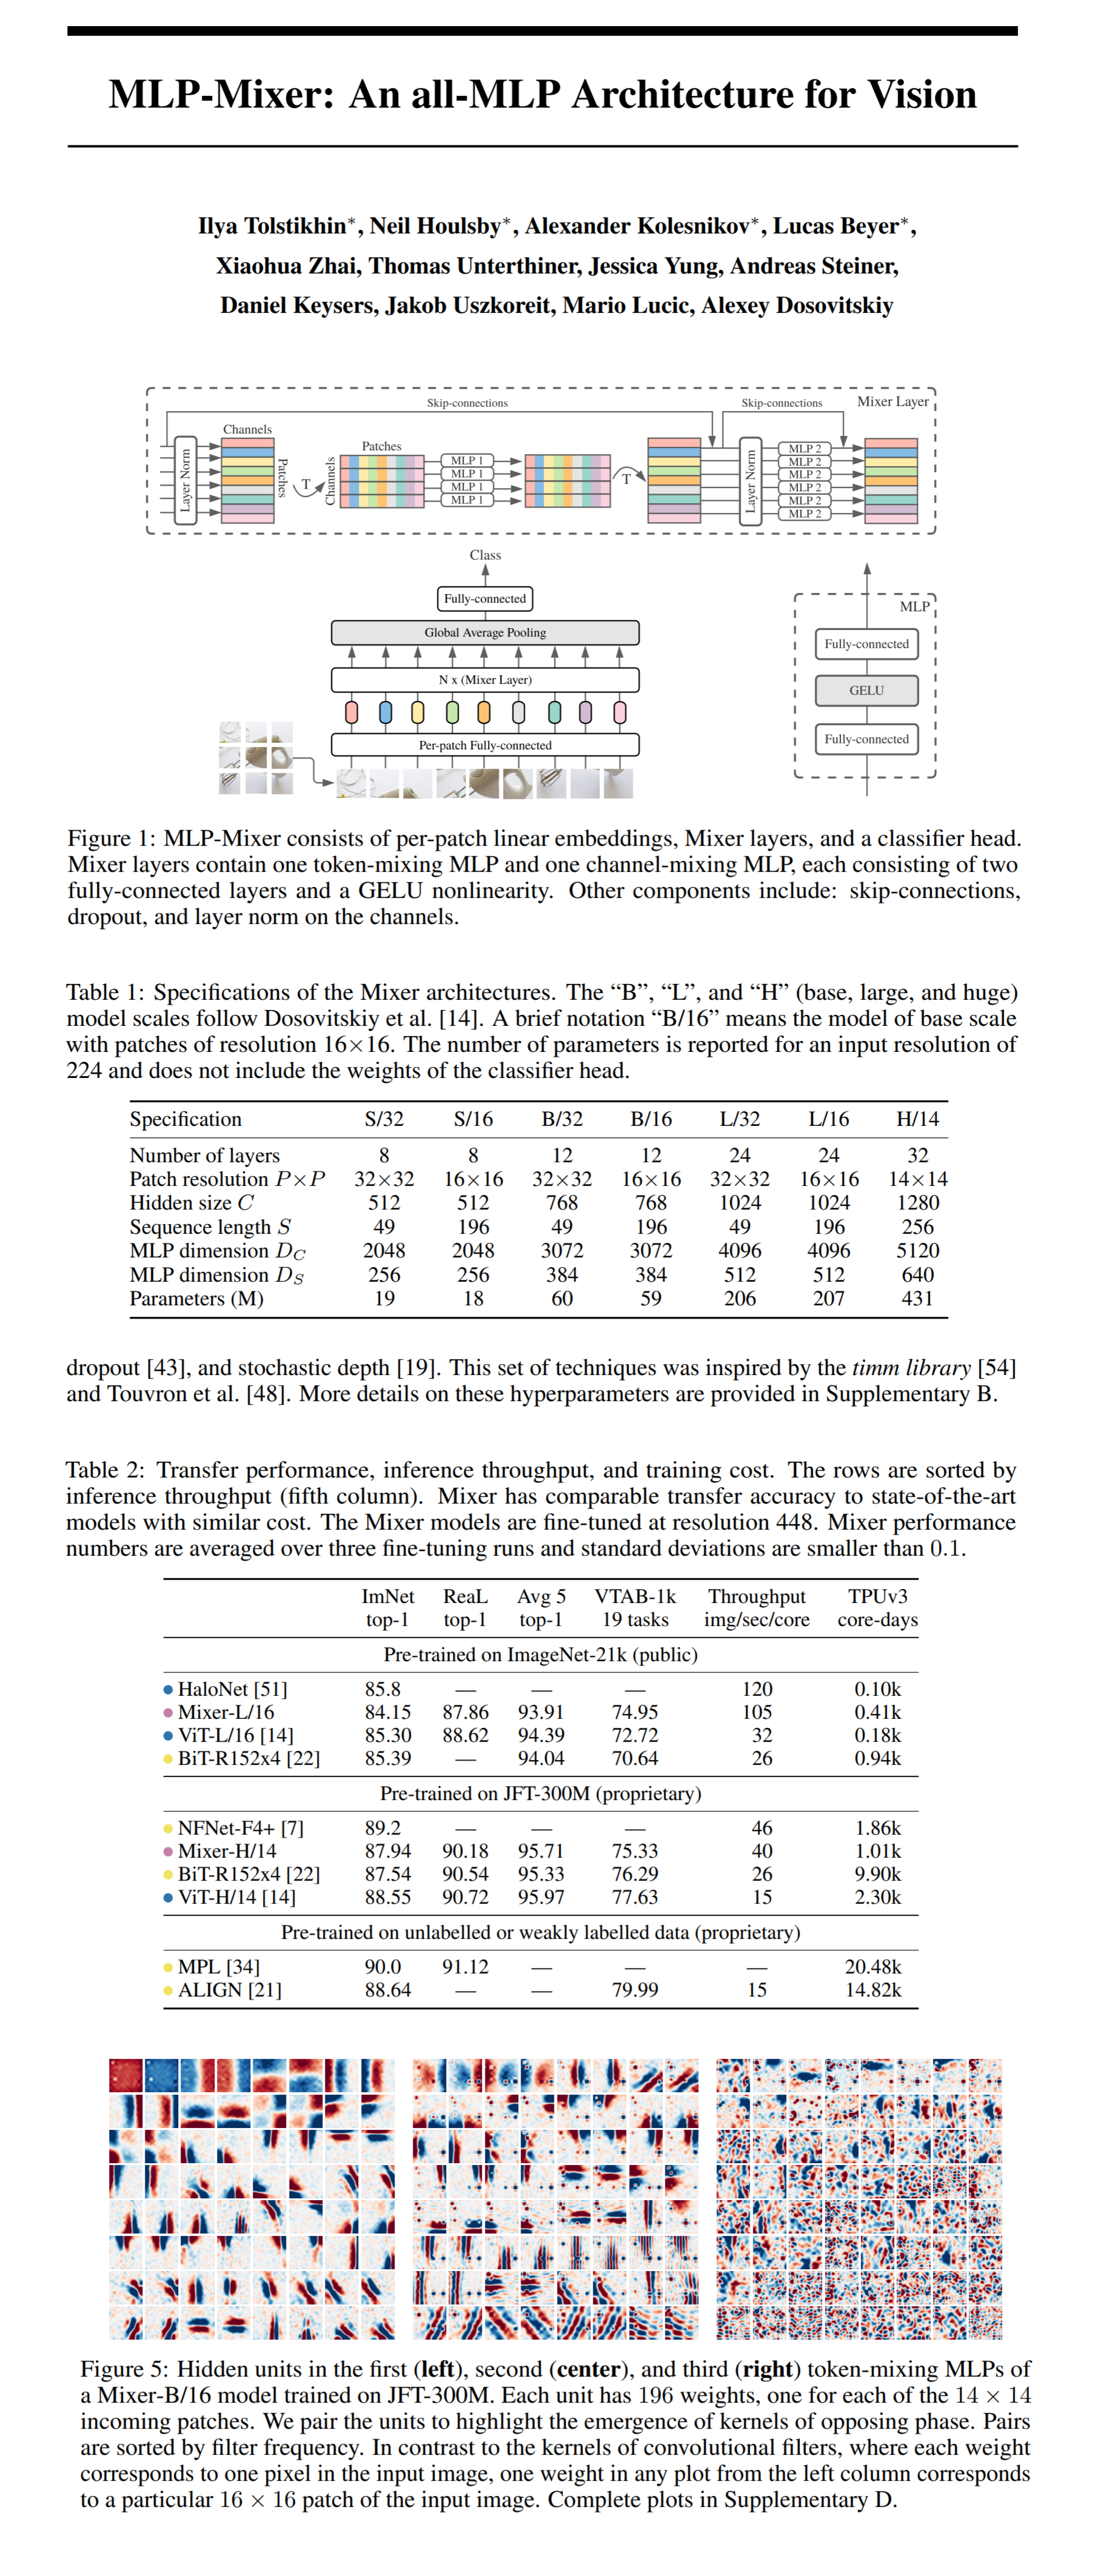 MLP-Mixer: An all-MLP Architecture for Vision
Ilya Tolstikhin*, Neil Houlsby*, Alexander Kolesnikov*, Lucas Beyer*,
Xiaohua Zhai, Thomas Unterthiner, Jessica Yung, Andreas Steiner,
Daniel Keysers, Jakob Uszkoreit, Mario Lucic, Alexey Dosovitskiy
Skip-connections
Skip-connections
Mixer Layer
Channels
Patches
Layer Norm
Patches
T
Channels
MLP 1
MLP 1
MLP 1
MLP 1
T
Layer Norm
MLP 2
MLP 2
MLP 2
MLP 2
MLP 2
MLP 2
Class
Fully-connected
Global Average Pooling
N x (Mixer Layer)
Per-patch Fully-connected
MLP
Fully-connected
GELU
Fully-connected
Figure 1: MLP-Mixer consists of per-patch linear embeddings, Mixer layers, and a classifier head.
Mixer layers contain one token-mixing MLP and one channel-mixing MLP, each consisting of two
fully-connected layers and a GELU nonlinearity. Other components include: skip-connections,
dropout, and layer norm on the channels.
Table 1: Specifications of the Mixer architectures. The “B”, “L”, and “H” (base, large, and huge)
model scales follow Dosovitskiy et al. [14]. A brief notation “B/16” means the model of base scale
with patches of resolution 16×16. The number of parameters is reported for an input resolution of
224 and does not include the weights of the classifier head.
Specification S/32 S/16 B/32 B/16 L/32 L/16 H/14
Number of layers 8 8 12 12 24 24 32
Patch resolution P×P 32×32 16×16 32×32 16×16 32×32 16×16 14×14
Hidden size C 512 512 768 768 1024 1024 1280
Sequence length S 49 196 49 196 49 196 256
MLP dimension D_C 2048 2048 3072 3072 4096 4096 5120
MLP dimension D_S 256 256 384 384 512 512 640
Parameters (M) 19 18 60 59 206 207 431
dropout [43], and stochastic depth [19]. This set of techniques was inspired by the timm library [54]
and Touvron et al. [48]. More details on these hyperparameters are provided in Supplementary B.
Table 2: Transfer performance, inference throughput, and training cost. The rows are sorted by
inference throughput (fifth column). Mixer has comparable transfer accuracy to state-of-the-art
models with similar cost. The Mixer models are fine-tuned at resolution 448. Mixer performance
numbers are averaged over three fine-tuning runs and standard deviations are smaller than 0.1.
ImNet ReaL Avg 5 VTAB-1k Throughput TPUv3
top-1 top-1 top-1 19 tasks img/sec/core core-days
Pre-trained on ImageNet-21k (public)
HaloNet [51] 85.8 — — — 120 0.10k
Mixer-L/16 84.15 87.86 93.91 74.95 105 0.41k
ViT-L/16 [14] 85.30 88.62 94.39 72.72 32 0.18k
BiT-R152x4 [22] 85.39 — 94.04 70.64 26 0.94k
Pre-trained on JFT-300M (proprietary)
NFNet-F4+ [7] 89.2 — — — 46 1.86k
Mixer-H/14 87.94 90.18 95.71 75.33 40 1.01k
BiT-R152x4 [22] 87.54 90.54 95.33 76.29 26 9.90k
ViT-H/14 [14] 88.55 90.72 95.97 77.63 15 2.30k
Pre-trained on unlabelled or weakly labelled data (proprietary)
MPL [34] 90.0 91.12 — — — 20.48k
ALIGN [21] 88.64 — — 79.99 15 14.82k
Figure 5: Hidden units in the first (left), second (center), and third (right) token-mixing MLPs of
a Mixer-B/16 model trained on JFT-300M. Each unit has 196 weights, one for each of the 14 × 14
incoming patches. We pair the units to highlight the emergence of kernels of opposing phase. Pairs
are sorted by filter frequency. In contrast to the kernels of convolutional filters, where each weight
corresponds to one pixel in the input image, one weight in any plot from the left column corresponds
to a particular 16 × 16 patch of the input image. Complete plots in Supplementary D.